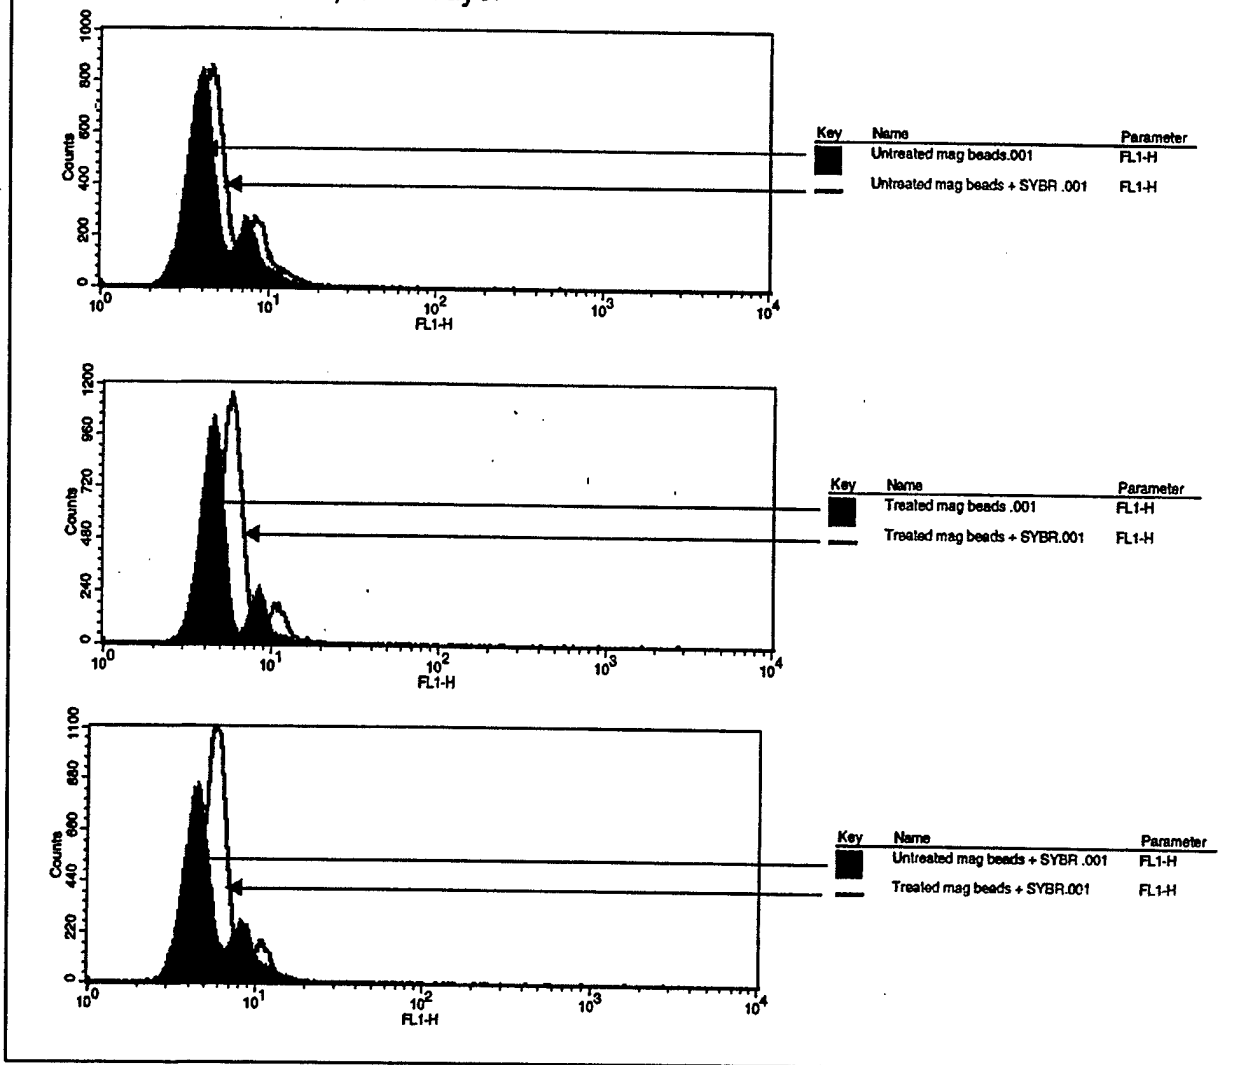 1000
800
600
400
200
0
Counts
10^0 10^1 10^2 10^3 10^4
FL1-H
Key Name Parameter
Untreated mag beads.001 FL1-H
Untreated mag beads + SYBR .001 FL1-H
1200
960
720
480
240
0
Counts
10^0 10^1 10^2 10^3 10^4
FL1-H
Key Name Parameter
Treated mag beads .001 FL1-H
Treated mag beads + SYBR.001 FL1-H
1100
880
660
440
220
0
Counts
10^0 10^1 10^2 10^3 10^4
FL1-H
Key Name Parameter
Untreated mag beads + SYBR .001 FL1-H
Treated mag beads + SYBR.001 FL1-H